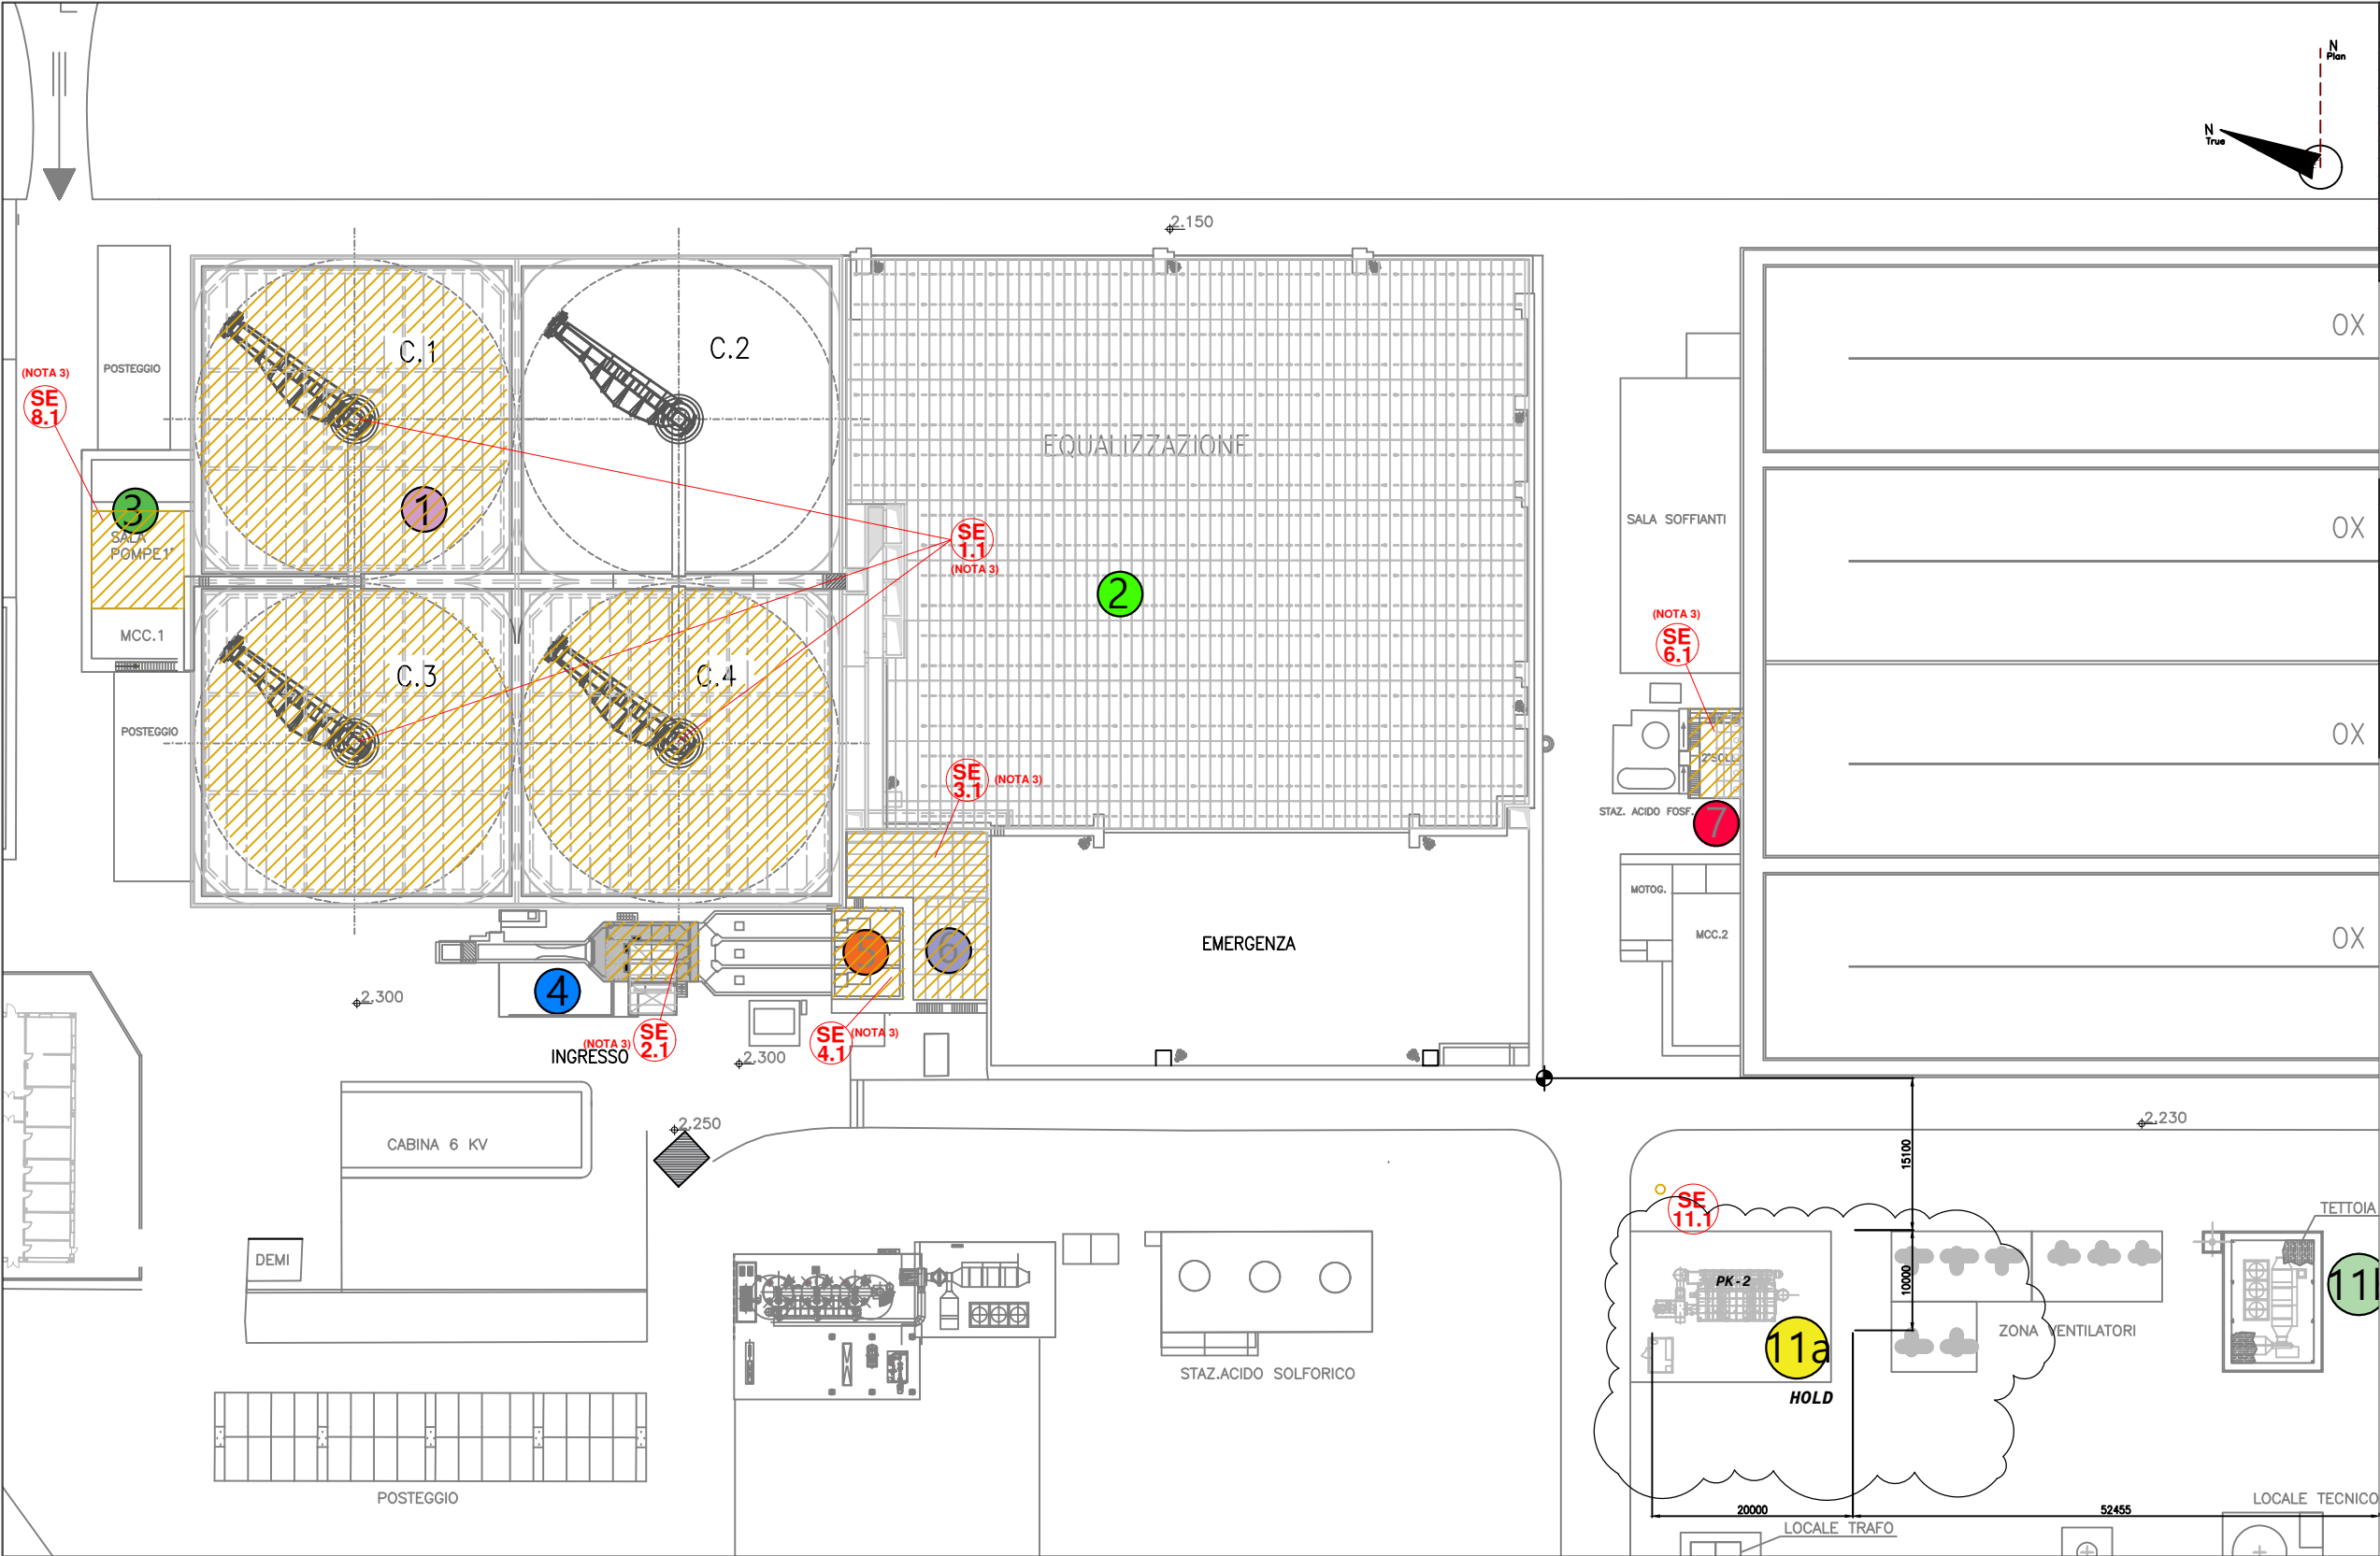 N
Plan
N
True
2.150
OX
C.1
C.2
POSTEGGIO
(NOTA 3)
SE
8.1
EQUALIZZAZIONE
3
1
SALA
POMPE1°
SALA SOFFIANTI
OX
SE
1.1
(NOTA 3)
2
MCC.1
(NOTA 3)
SE
6.1
C.3
C.4
POSTEGGIO
OX
SE
3.1
(NOTA 3)
STAZ. ACIDO FOSF.
7
MOTOG.
MCC.2
OX
5
6
EMERGENZA
4
2.300
(NOTA 3)
SE
2.1
INGRESSO
SE
4.1
(NOTA 3)
2.300
2.250
2.230
CABINA 6 KV
15100
SE
11.1
TETTOIA
DEMI
PK-2
10000
11a
HOLD
ZONA VENTILATORI
STAZ.ACIDO SOLFORICO
POSTEGGIO
20000
52455
LOCALE TECNICO
LOCALE TRAFO